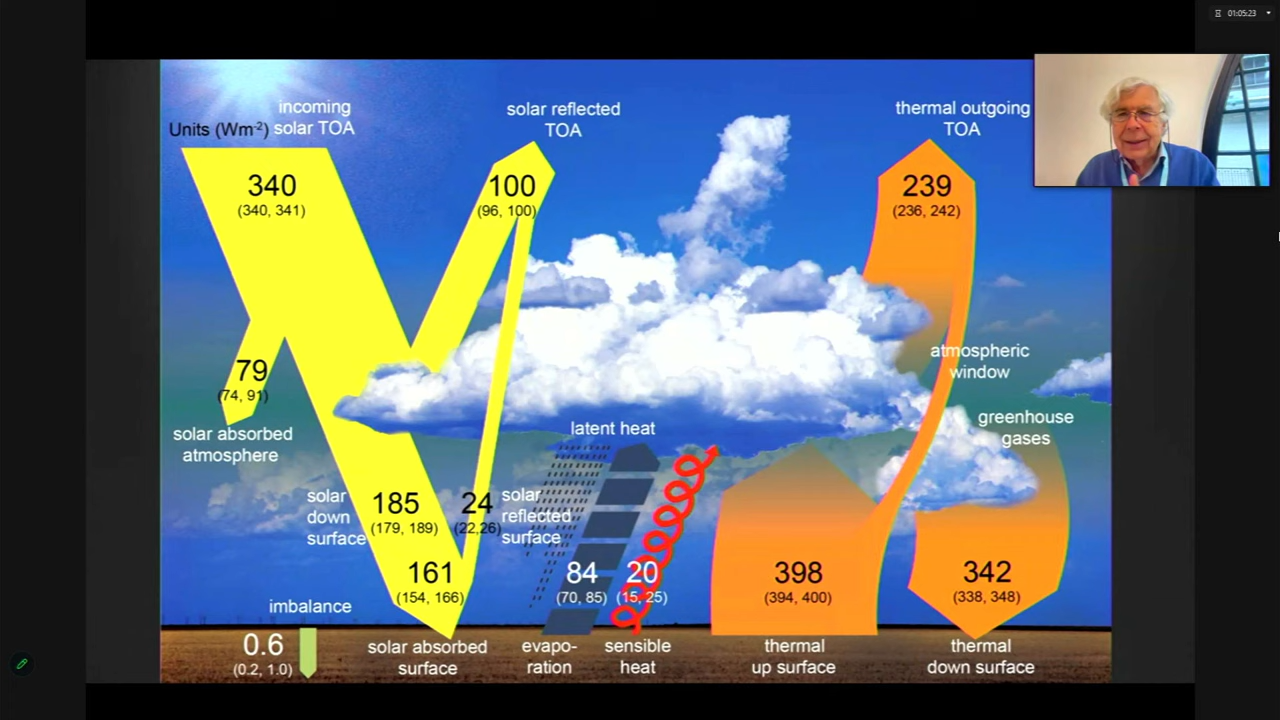 01:05:23
incoming
Units (Wm-2) solar TOA
340
(340, 341)
solar reflected
TOA
100
(96, 100)
thermal outgoing
TOA
239
(236, 242)
79
(74, 91)
solar absorbed
atmosphere
atmospheric
window
greenhouse
gases
latent heat
solar
down
surface
185
(179, 189)
24
(22,26)
solar
reflected
surface
161
(154, 166)
84
(70, 85)
20
(15, 25)
398
(394, 400)
342
(338, 348)
imbalance
0.6
(0.2, 1.0)
solar absorbed
surface
evapo-
ration
sensible
heat
thermal
up surface
thermal
down surface